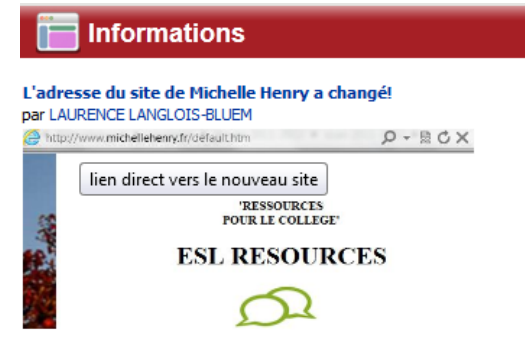 Informations
L'adresse du site de Michelle Henry a changé!
par LAURENCE LANGLOIS-BLUEM
http://www.michellehenry.fr/default.htm
lien direct vers le nouveau site
'RESSOURCES
POUR LE COLLEGE'
ESL RESOURCES